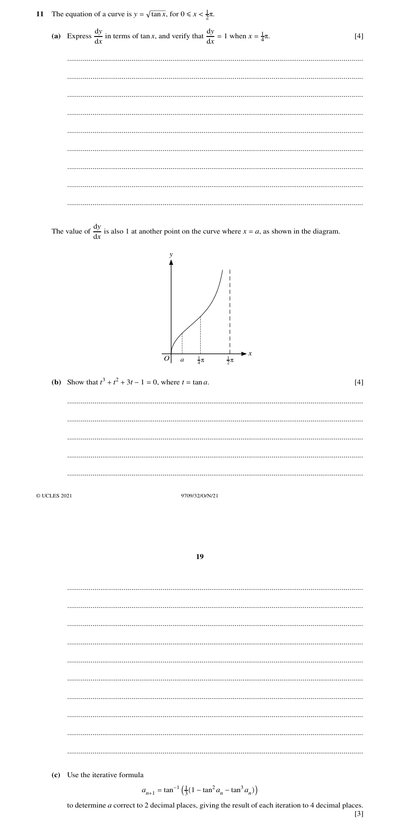 11 The equation of a curve is y = √tan x, for 0 ⩽ x < ½π.
(a) Express dy/dx in terms of tan x, and verify that dy/dx = 1 when x = ¼π. [4]
The value of dy/dx is also 1 at another point on the curve where x = a, as shown in the diagram.
y
O a ¼π ½π x
(b) Show that t³ + t² + 3t − 1 = 0, where t = tan a. [4]
© UCLES 2021 9709/32/O/N/21
19
(c) Use the iterative formula
aₙ₊₁ = tan⁻¹(⅓(1 − tan² aₙ − tan³ aₙ))
to determine a correct to 2 decimal places, giving the result of each iteration to 4 decimal places.
[3]